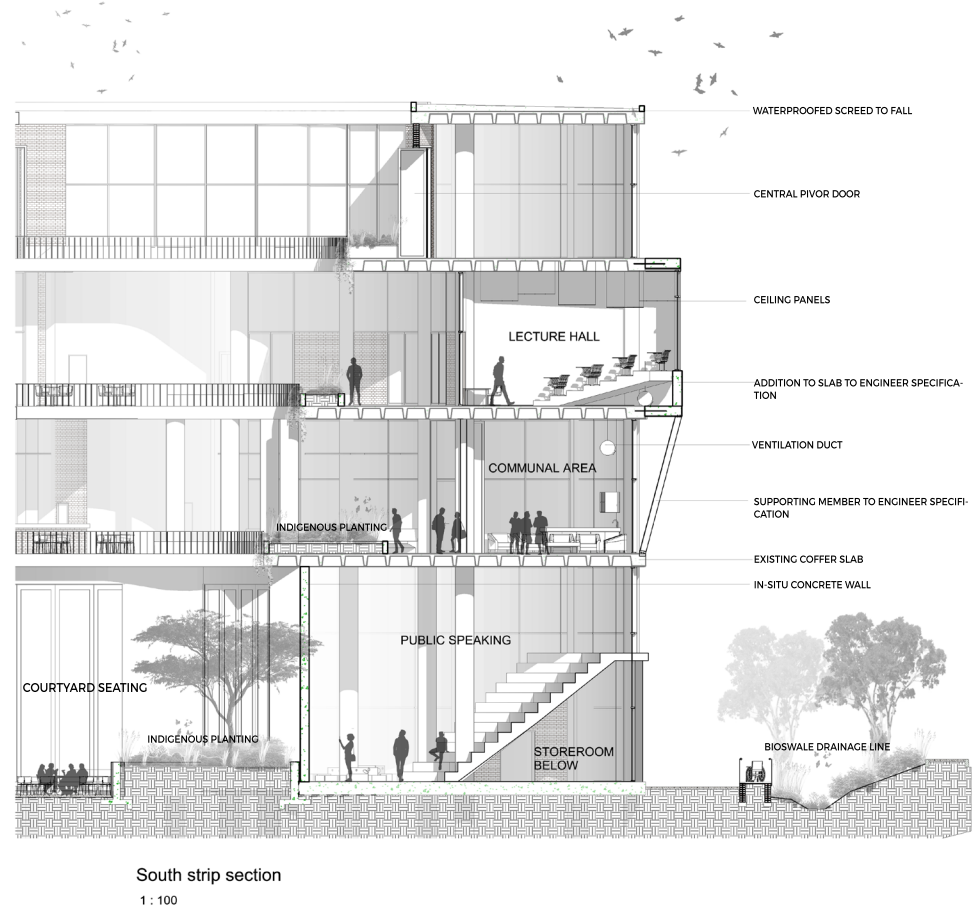 WATERPROOFED SCREED TO FALL
CENTRAL PIVOR DOOR
CEILING PANELS
LECTURE HALL
ADDITION TO SLAB TO ENGINEER SPECIFICA-
TION
VENTILATION DUCT
COMMUNAL AREA
SUPPORTING MEMBER TO ENGINEER SPECIFI-
CATION
INDIGENOUS PLANTING
EXISTING COFFER SLAB
IN-SITU CONCRETE WALL
PUBLIC SPEAKING
COURTYARD SEATING
INDIGENOUS PLANTING
STOREROOM
BELOW
BIOSWALE DRAINAGE LINE
South strip section
1 : 100